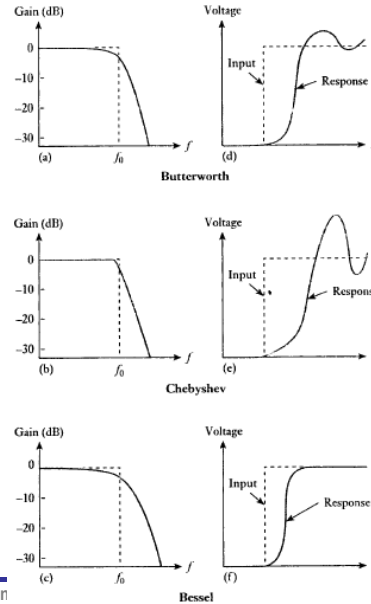 Gain (dB)
Voltage
0
Input
-10
Response
-20
-30
f
(a)
f₀
(d)
Butterworth
Gain (dB)
Voltage
0
Input
-10
Respons
-20
-30
f
(b)
f₀
(e)
Chebyshev
Gain (dB)
Voltage
0
Input
-10
Response
-20
-30
f
(c)
f₀
(f)
n
Bessel